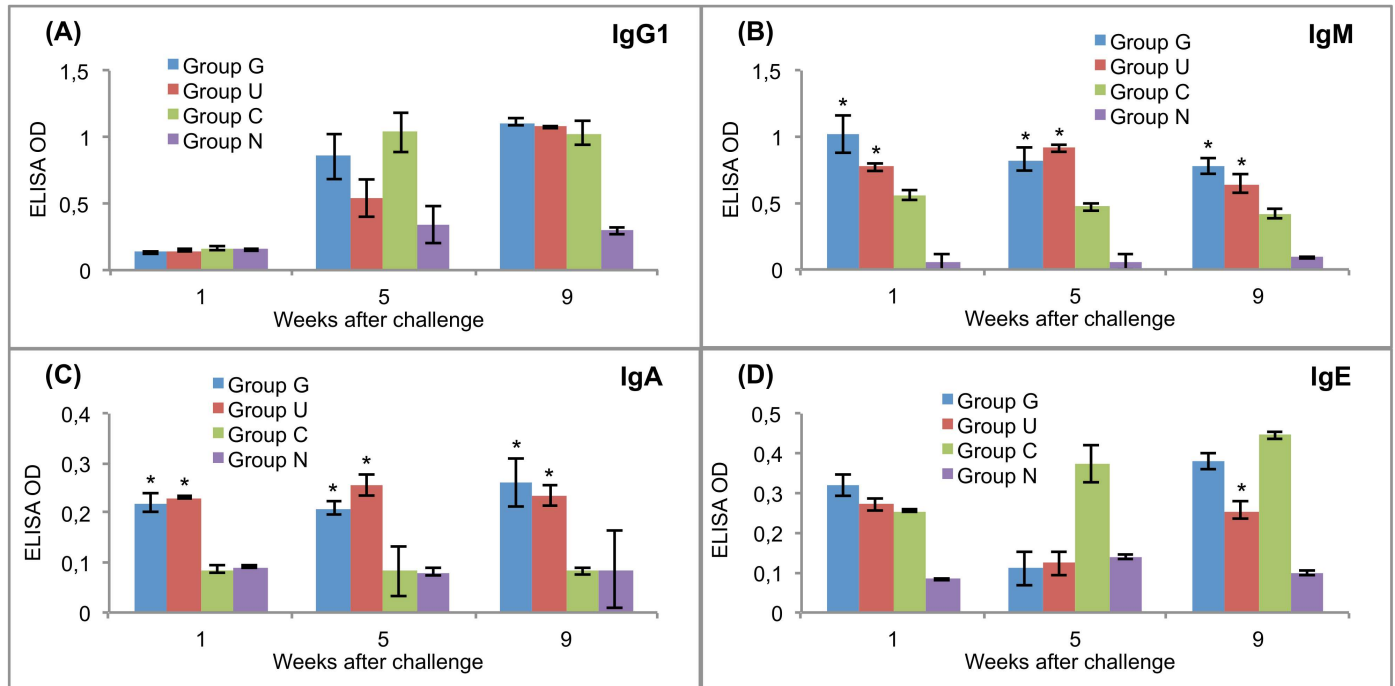 (A) IgG1
Group G
Group U
Group C
Group N
1,5
1
0,5
0
ELISA OD
1 5 9
Weeks after challenge
(B) IgM
Group G
Group U
Group C
Group N
1,5
1
0,5
0
ELISA OD
* * * * * *
1 5 9
Weeks after challenge
(C) IgA
Group G
Group U
Group C
Group N
0,4
0,3
0,2
0,1
0
ELISA OD
* * * * * *
1 5 9
Weeks after challenge
(D) IgE
Group G
Group U
Group C
Group N
0,5
0,4
0,3
0,2
0,1
0
ELISA OD
*
1 5 9
Weeks after challenge